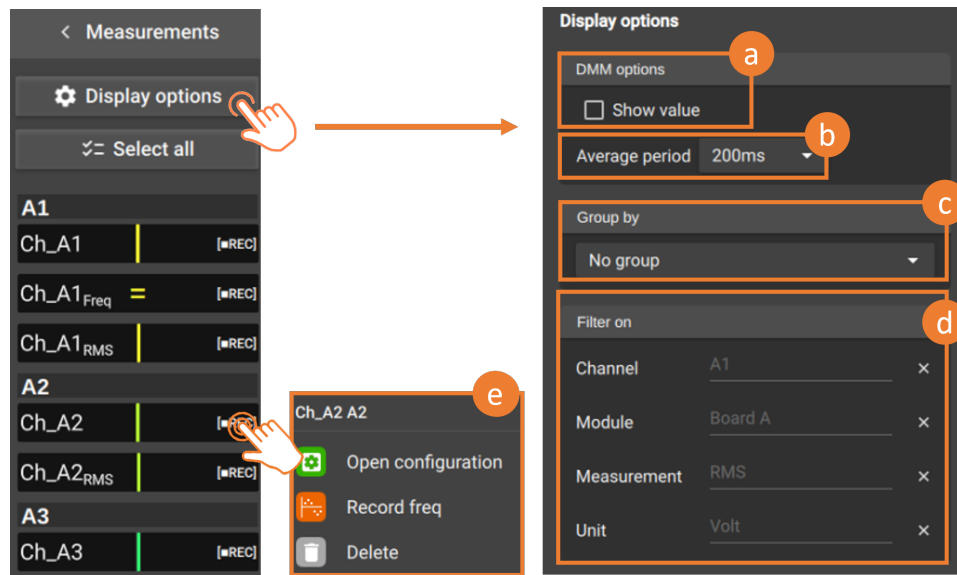 < Measurements
Display options
Select all
A1
Ch_A1 [■REC]
Ch_A1Freq = [■REC]
Ch_A1RMS [■REC]
A2
Ch_A2 [■REC]
Ch_A2RMS [■REC]
A3
Ch_A3 [■REC]
e
Ch_A2 A2
Open configuration
Record freq
Delete
Display options
a
DMM options
Show value
b
Average period 200ms
c
Group by
No group
d
Filter on
Channel A1 ×
Module Board A ×
Measurement RMS ×
Unit Volt ×